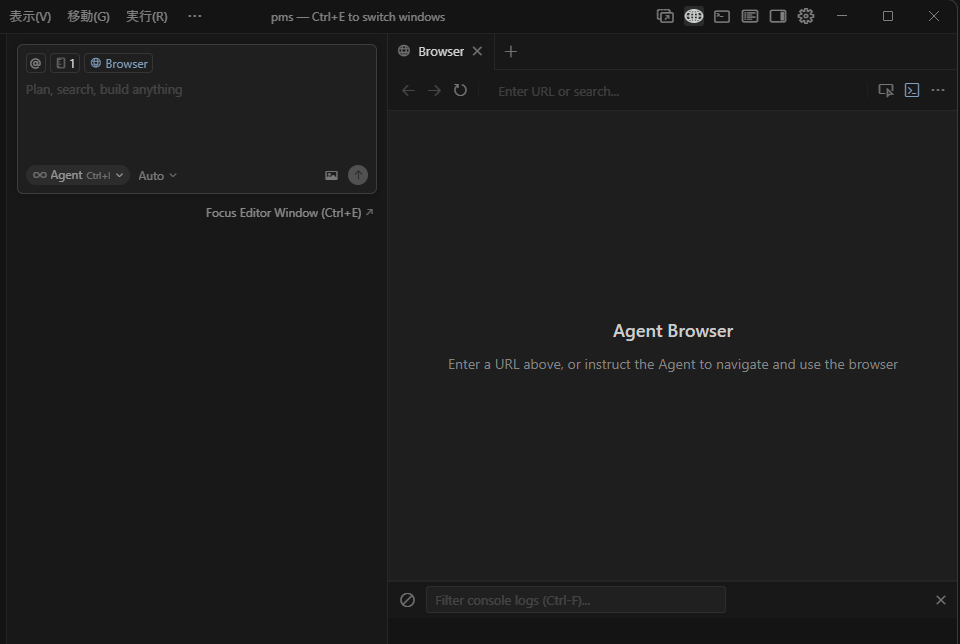 表示(V) 移動(G) 実行(R) ··· pms — Ctrl+E to switch windows
@ 1 Browser
Plan, search, build anything
Agent Ctrl+I Auto
Focus Editor Window (Ctrl+E)
Browser
Enter URL or search...
Agent Browser
Enter a URL above, or instruct the Agent to navigate and use the browser
Filter console logs (Ctrl-F)...